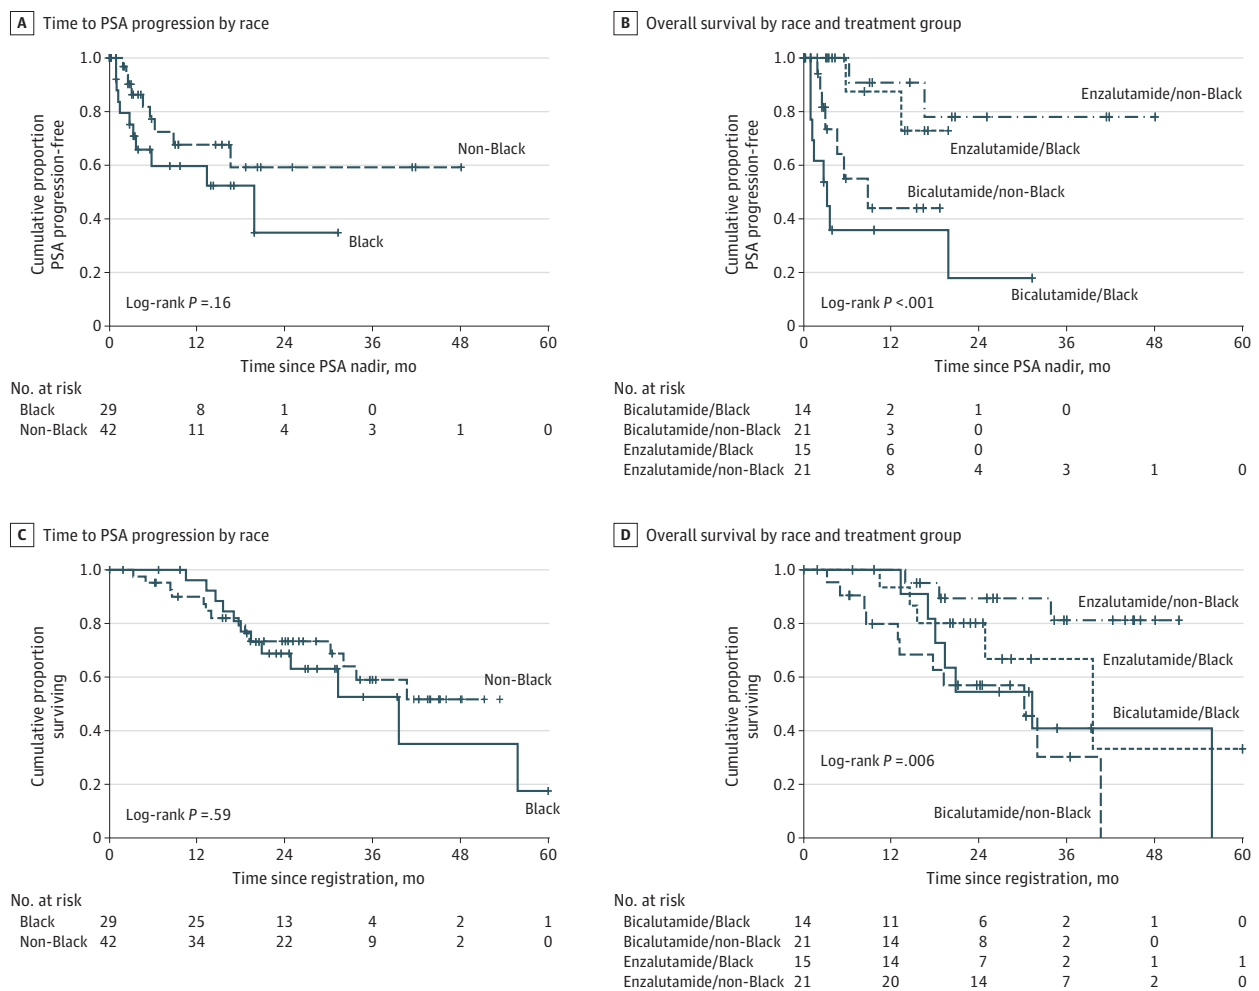 A Time to PSA progression by race
Cumulative proportion
PSA progression-free
1.0
0.8
0.6
0.4
0.2
0
Non-Black
Black
Log-rank P =.16
0 12 24 36 48 60
Time since PSA nadir, mo
No. at risk
Black 29 8 1 0
Non-Black 42 11 4 3 1 0
B Overall survival by race and treatment group
Cumulative proportion
PSA progression-free
1.0
0.8
0.6
0.4
0.2
0
Enzalutamide/non-Black
Enzalutamide/Black
Bicalutamide/non-Black
Bicalutamide/Black
Log-rank P <.001
0 12 24 36 48 60
Time since PSA nadir, mo
No. at risk
Bicalutamide/Black 14 2 1 0
Bicalutamide/non-Black 21 3 0
Enzalutamide/Black 15 6 0
Enzalutamide/non-Black 21 8 4 3 1 0
C Time to PSA progression by race
Cumulative proportion
surviving
1.0
0.8
0.6
0.4
0.2
0
Non-Black
Black
Log-rank P =.59
0 12 24 36 48 60
Time since registration, mo
No. at risk
Black 29 25 13 4 2 1
Non-Black 42 34 22 9 2 0
D Overall survival by race and treatment group
Cumulative proportion
surviving
1.0
0.8
0.6
0.4
0.2
0
Enzalutamide/non-Black
Enzalutamide/Black
Bicalutamide/Black
Log-rank P =.006
Bicalutamide/non-Black
0 12 24 36 48 60
Time since registration, mo
No. at risk
Bicalutamide/Black 14 11 6 2 1 0
Bicalutamide/non-Black 21 14 8 2 0
Enzalutamide/Black 15 14 7 2 1 1
Enzalutamide/non-Black 21 20 14 7 2 0